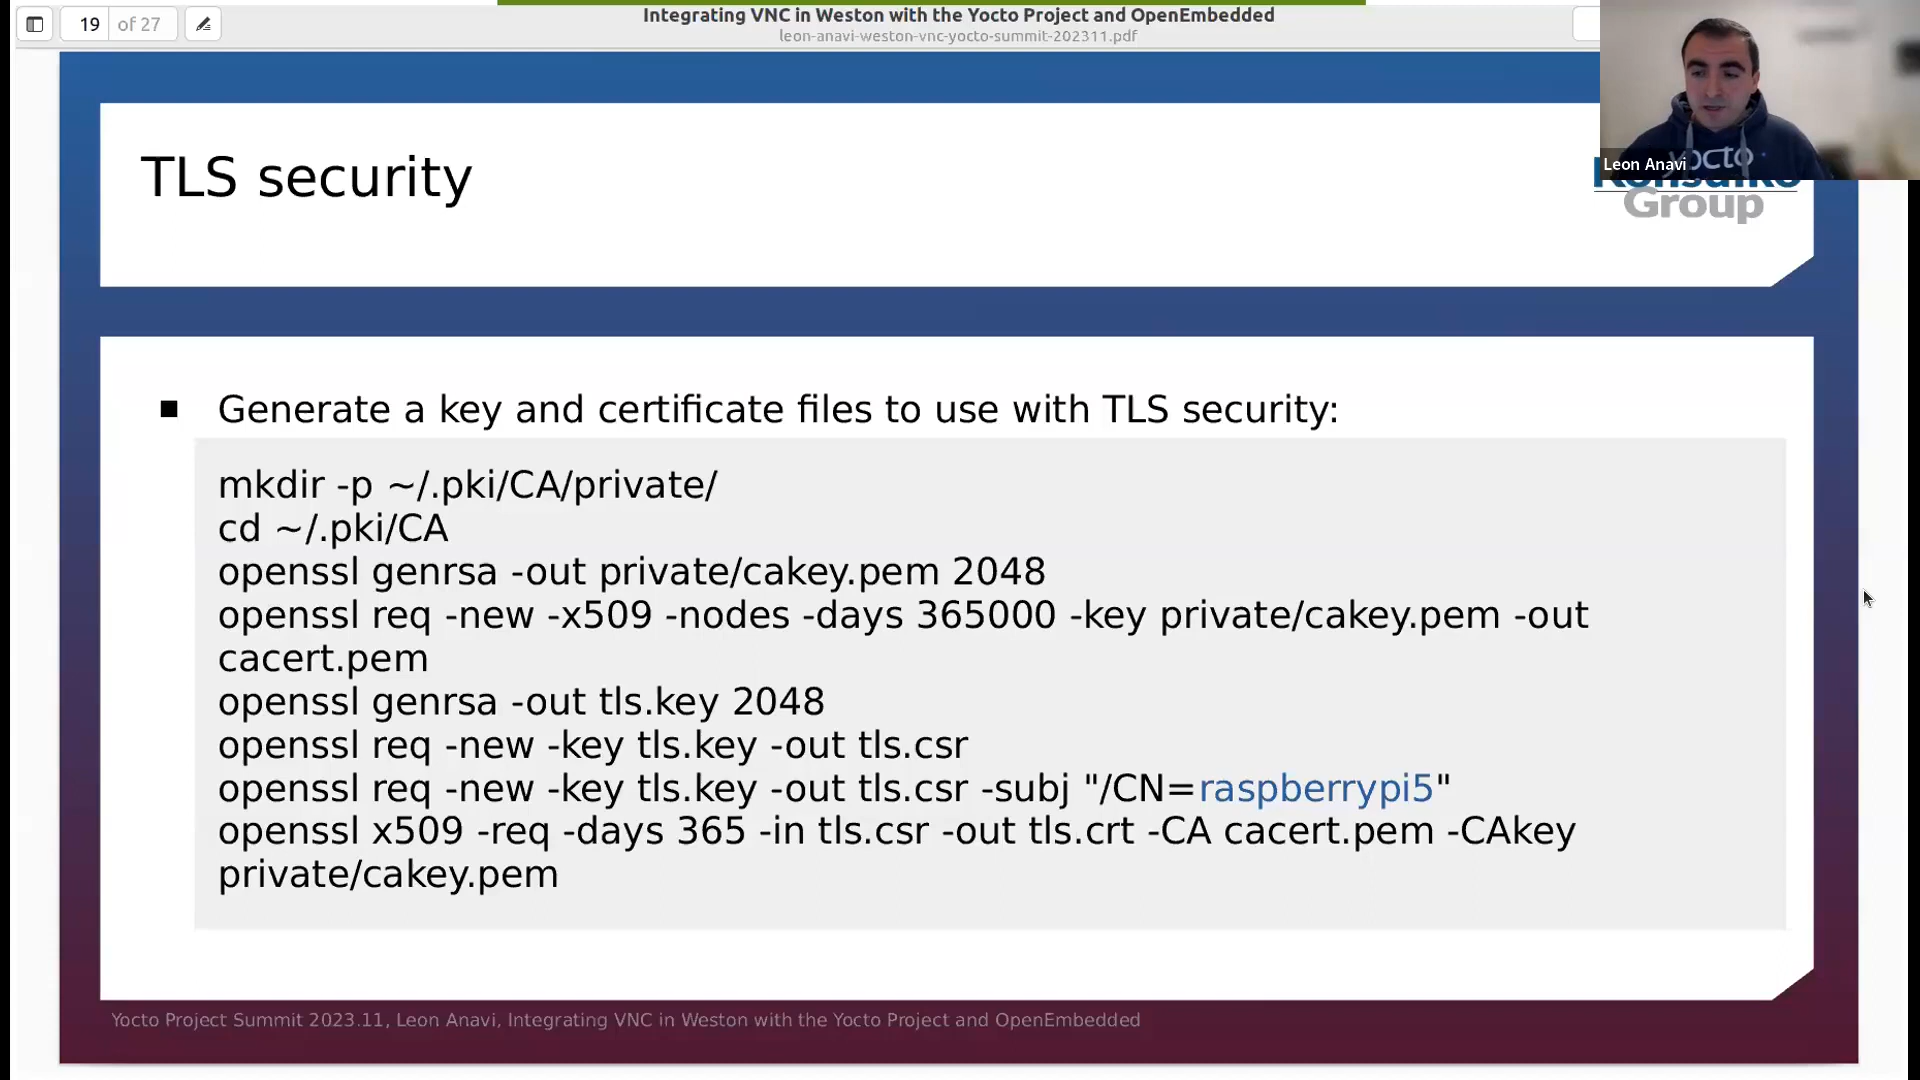 19 of 27
Integrating VNC in Weston with the Yocto Project and OpenEmbedded
leon-anavi-weston-vnc-yocto-summit-202311.pdf
yocto
Leon Anavi
Group
TLS security
■ Generate a key and certificate files to use with TLS security:
mkdir -p ~/.pki/CA/private/
cd ~/.pki/CA
openssl genrsa -out private/cakey.pem 2048
openssl req -new -x509 -nodes -days 365000 -key private/cakey.pem -out
cacert.pem
openssl genrsa -out tls.key 2048
openssl req -new -key tls.key -out tls.csr
openssl req -new -key tls.key -out tls.csr -subj "/CN=raspberrypi5"
openssl x509 -req -days 365 -in tls.csr -out tls.crt -CA cacert.pem -CAkey
private/cakey.pem
Yocto Project Summit 2023.11, Leon Anavi, Integrating VNC in Weston with the Yocto Project and OpenEmbedded